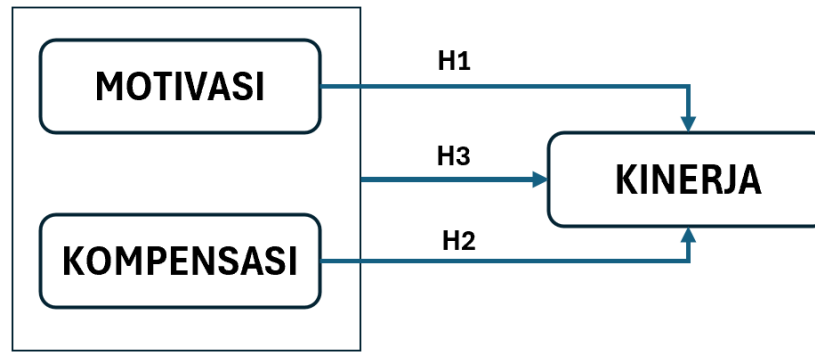 MOTIVASI
H1
H3
KINERJA
KOMPENSASI
H2